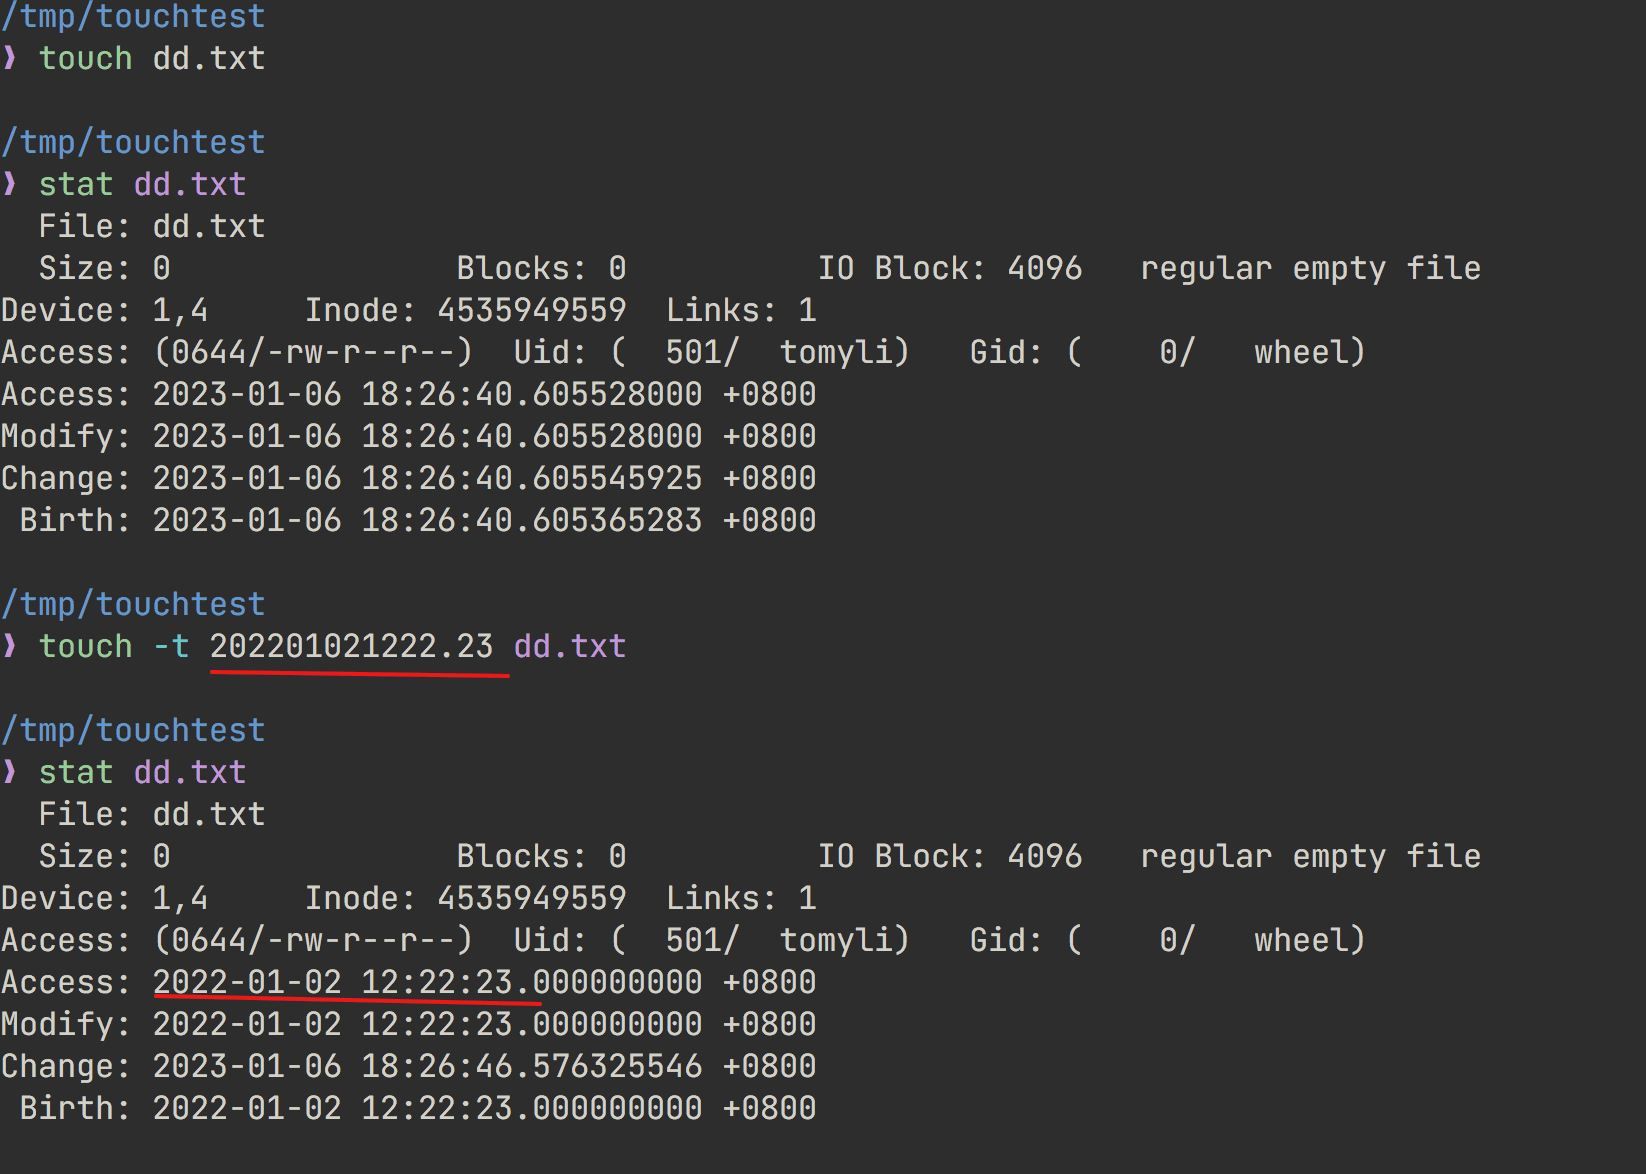 /tmp/touchtest
❱ touch dd.txt
/tmp/touchtest
❱ stat dd.txt
  File: dd.txt
  Size: 0               Blocks: 0          IO Block: 4096   regular empty file
Device: 1,4     Inode: 4535949559  Links: 1
Access: (0644/-rw-r--r--)  Uid: (  501/  tomyli)   Gid: (    0/   wheel)
Access: 2023-01-06 18:26:40.605528000 +0800
Modify: 2023-01-06 18:26:40.605528000 +0800
Change: 2023-01-06 18:26:40.605545925 +0800
 Birth: 2023-01-06 18:26:40.605365283 +0800
/tmp/touchtest
❱ touch -t 202201021222.23 dd.txt
/tmp/touchtest
❱ stat dd.txt
  File: dd.txt
  Size: 0               Blocks: 0          IO Block: 4096   regular empty file
Device: 1,4     Inode: 4535949559  Links: 1
Access: (0644/-rw-r--r--)  Uid: (  501/  tomyli)   Gid: (    0/   wheel)
Access: 2022-01-02 12:22:23.000000000 +0800
Modify: 2022-01-02 12:22:23.000000000 +0800
Change: 2023-01-06 18:26:46.576325546 +0800
 Birth: 2022-01-02 12:22:23.000000000 +0800